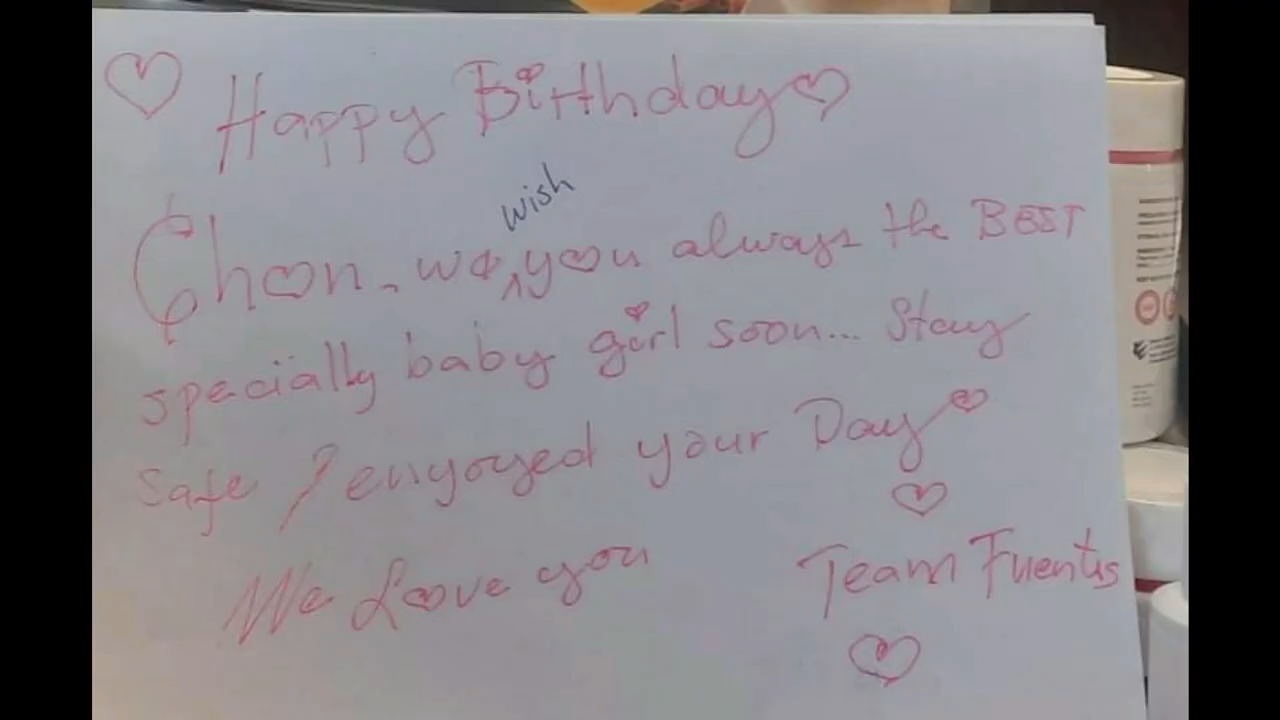 Happy Birthday
Chon. we wish you always the BEST
specially baby girl soon... Stay
safe / enyoyed your Day
We Love you
Team Fuentes